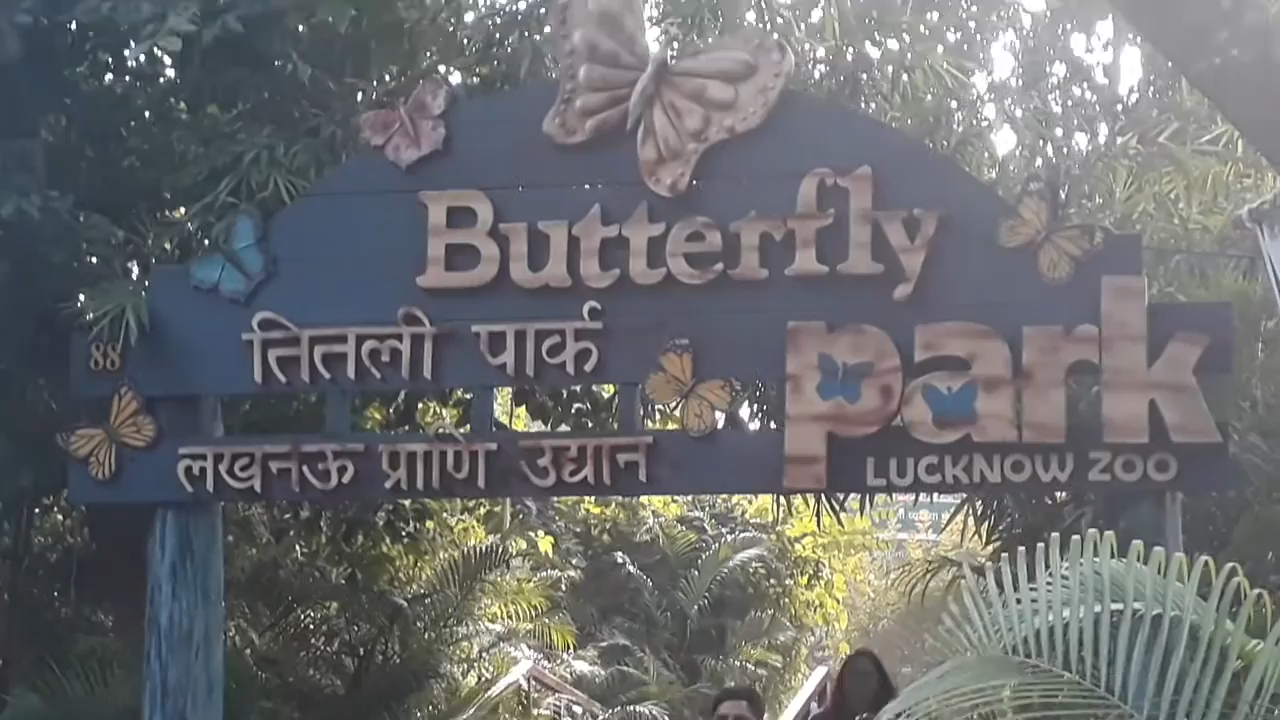 Butterfly
park
तितली पार्क
88
लखनऊ प्राणि उद्यान
LUCKNOW ZOO